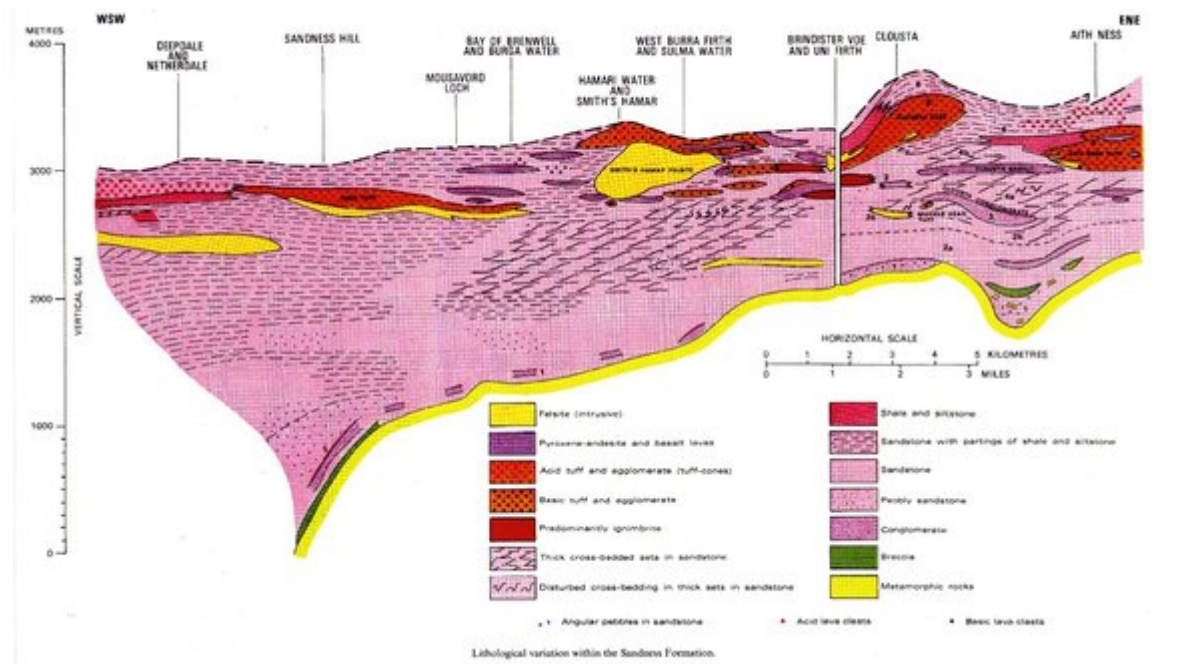 WSW
ENE
METRES
4000
3000
2000
1000
0
VERTICAL SCALE
DEEPDALE
AND
NETHERDALE
SANDNESS HILL
MOUSAVORD
LOCH
BAY OF BRENWELL
AND BURGA WATER
HAMARI WATER
AND
SMITH'S HAMAR
WEST BURRA FIRTH
AND SULMA WATER
BRINDISTER VOE
AND UNI FIRTH
CLOUSTA
AITH NESS
SMITH'S HAMAR FELSITE
2a
HORIZONTAL SCALE
0 1 2 3 4 5 KILOMETRES
0 1 2 3 MILES
Felsite (intrusive)
Pyroxene-andesite and basalt lavas
Acid tuff and agglomerate (tuff-cones)
Basic tuff and agglomerate
Predominantly ignimbrite
Thick cross-bedded sets in sandstone
Disturbed cross-bedding in thick sets in sandstone
Shale and siltstone
Sandstone with partings of shale and siltstone
Sandstone
Pebbly sandstone
Conglomerate
Breccia
Metamorphic rocks
Angular pebbles in sandstone
Acid lava clasts
Basic lava clasts
Lithological variation within the Sandness Formation.